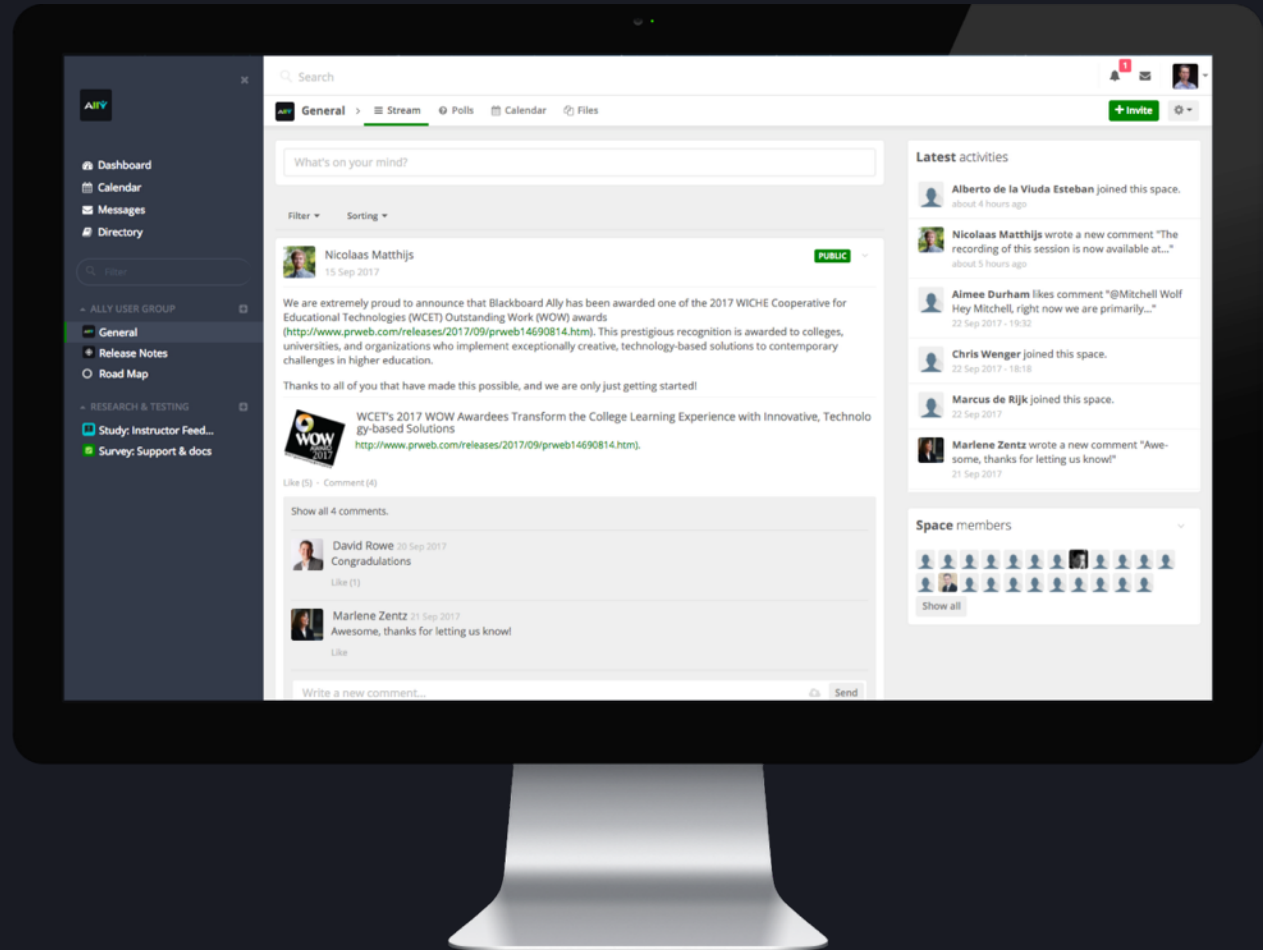 Ally
Dashboard
Calendar
Messages
Directory
Filter
ALLY USER GROUP
General
Release Notes
Road Map
RESEARCH & TESTING
Study: Instructor Feed...
Survey: Support & docs
Search
1
Ally General > Stream Polls Calendar Files
+ Invite
What's on your mind?
Filter Sorting
Nicolaas Matthijs
PUBLIC
15 Sep 2017
We are extremely proud to announce that Blackboard Ally has been awarded one of the 2017 WICHE Cooperative for
Educational Technologies (WCET) Outstanding Work (WOW) awards
(http://www.prweb.com/releases/2017/09/prweb14690814.htm). This prestigious recognition is awarded to colleges,
universities, and organizations who implement exceptionally creative, technology-based solutions to contemporary
challenges in higher education.
Thanks to all of you that have made this possible, and we are only just getting started!
WOW
AWARD
2017
WCET's 2017 WOW Awardees Transform the College Learning Experience with Innovative, Technolo
gy-based Solutions
http://www.prweb.com/releases/2017/09/prweb14690814.htm).
Like (5) · Comment (4)
Show all 4 comments.
David Rowe 20 Sep 2017
Congradulations
Like (1)
Marlene Zentz 21 Sep 2017
Awesome, thanks for letting us know!
Like
Write a new comment...
Send
Latest activities
Alberto de la Viuda Esteban joined this space.
about 4 hours ago
Nicolaas Matthijs wrote a new comment "The
recording of this session is now available at..."
about 5 hours ago
Aimee Durham likes comment "@Mitchell Wolf
Hey Mitchell, right now we are primarily..."
22 Sep 2017 - 19:32
Chris Wenger joined this space.
22 Sep 2017 - 18:18
Marcus de Rijk joined this space.
22 Sep 2017
Marlene Zentz wrote a new comment "Awe-
some, thanks for letting us know!"
21 Sep 2017
Space members
Show all